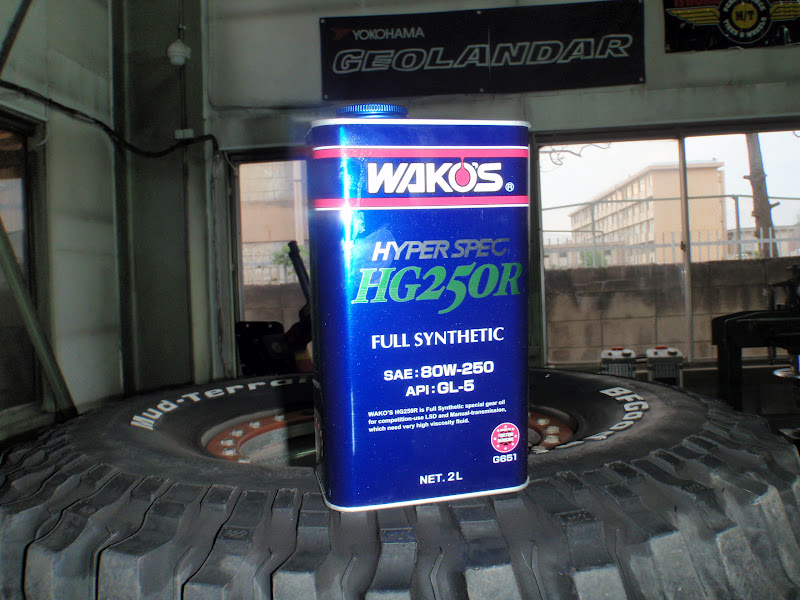 YOKOHAMA
GEOLANDAR
M/T
WAKO'S®
HYPER SPEC
HG250R
FULL SYNTHETIC
SAE:80W-250
API:GL-5
WAKO'S HG250R is Full Synthetic special gear oil
for competition-use LSD and Manual-transmission,
which need very high viscosity fluid.
G651
NET. 2L
Mud-Terrain